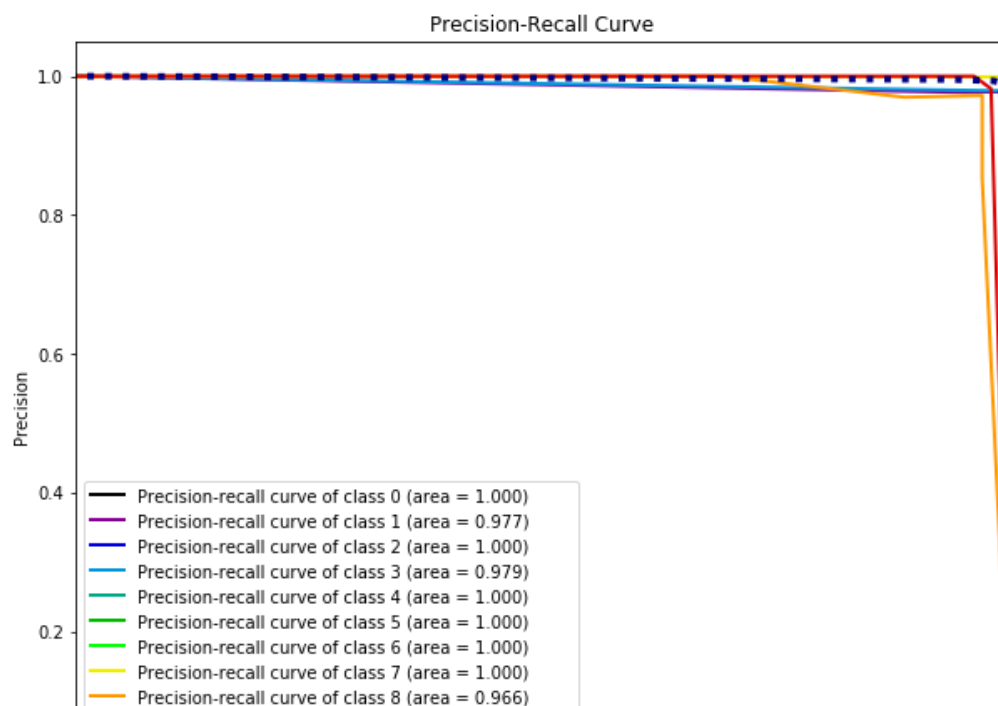 Precision-Recall Curve
1.0
0.8
0.6
Precision
0.4
0.2
Precision-recall curve of class 0 (area = 1.000)
Precision-recall curve of class 1 (area = 0.977)
Precision-recall curve of class 2 (area = 1.000)
Precision-recall curve of class 3 (area = 0.979)
Precision-recall curve of class 4 (area = 1.000)
Precision-recall curve of class 5 (area = 1.000)
Precision-recall curve of class 6 (area = 1.000)
Precision-recall curve of class 7 (area = 1.000)
Precision-recall curve of class 8 (area = 0.966)